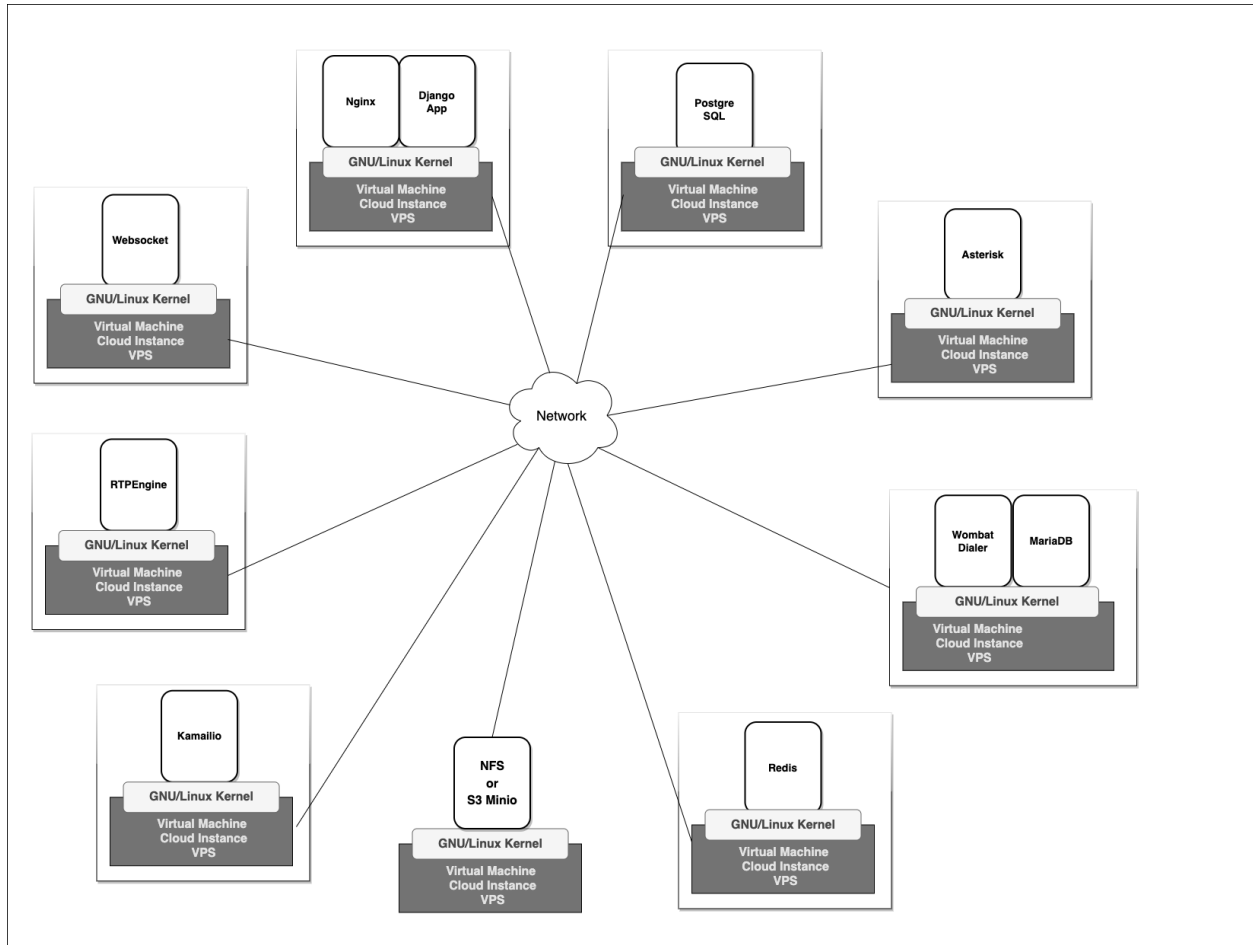 Nginx
Django
App
GNU/Linux Kernel
Virtual Machine
Cloud Instance
VPS
Postgre
SQL
GNU/Linux Kernel
Virtual Machine
Cloud Instance
VPS
Websocket
GNU/Linux Kernel
Virtual Machine
Cloud Instance
VPS
Asterisk
GNU/Linux Kernel
Virtual Machine
Cloud Instance
VPS
Network
RTPEngine
GNU/Linux Kernel
Virtual Machine
Cloud Instance
VPS
Wombat
Dialer
MariaDB
GNU/Linux Kernel
Virtual Machine
Cloud Instance
VPS
Kamailio
GNU/Linux Kernel
Virtual Machine
Cloud Instance
VPS
NFS
or
S3 Minio
GNU/Linux Kernel
Virtual Machine
Cloud Instance
VPS
Redis
GNU/Linux Kernel
Virtual Machine
Cloud Instance
VPS